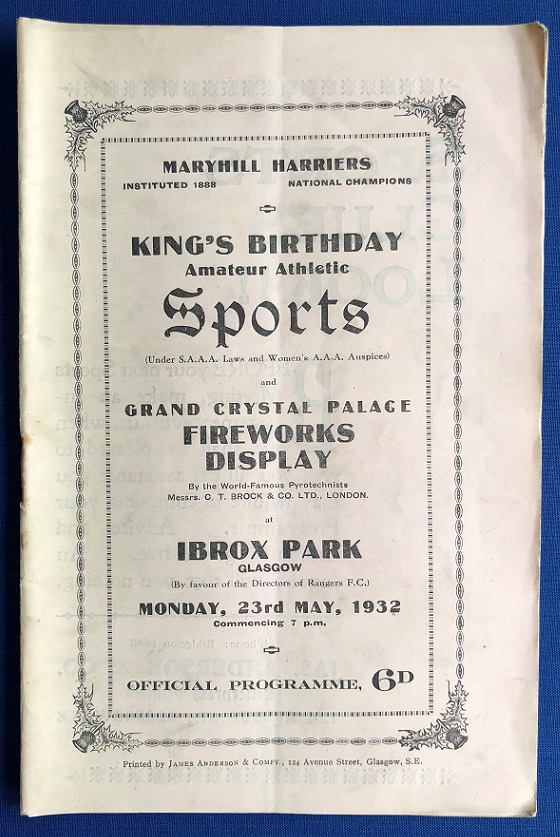 MARYHILL HARRIERS
INSTITUTED 1888 NATIONAL CHAMPIONS
KING'S BIRTHDAY
Amateur Athletic
Sports
(Under S.A.A.A. Laws and Women's A.A.A. Auspices)
and
GRAND CRYSTAL PALACE
FIREWORKS
DISPLAY
By the World-Famous Pyrotechnists
Messrs. C. T. BROCK & CO. LTD., LONDON.
at
IBROX PARK
GLASGOW
(By favour of the Directors of Rangers F.C.)
MONDAY, 23rd MAY, 1932
Commencing 7 p.m.
OFFICIAL PROGRAMME, 6D
Printed by JAMES ANDERSON & COMPY., 124 Avenue Street, Glasgow, S.E.